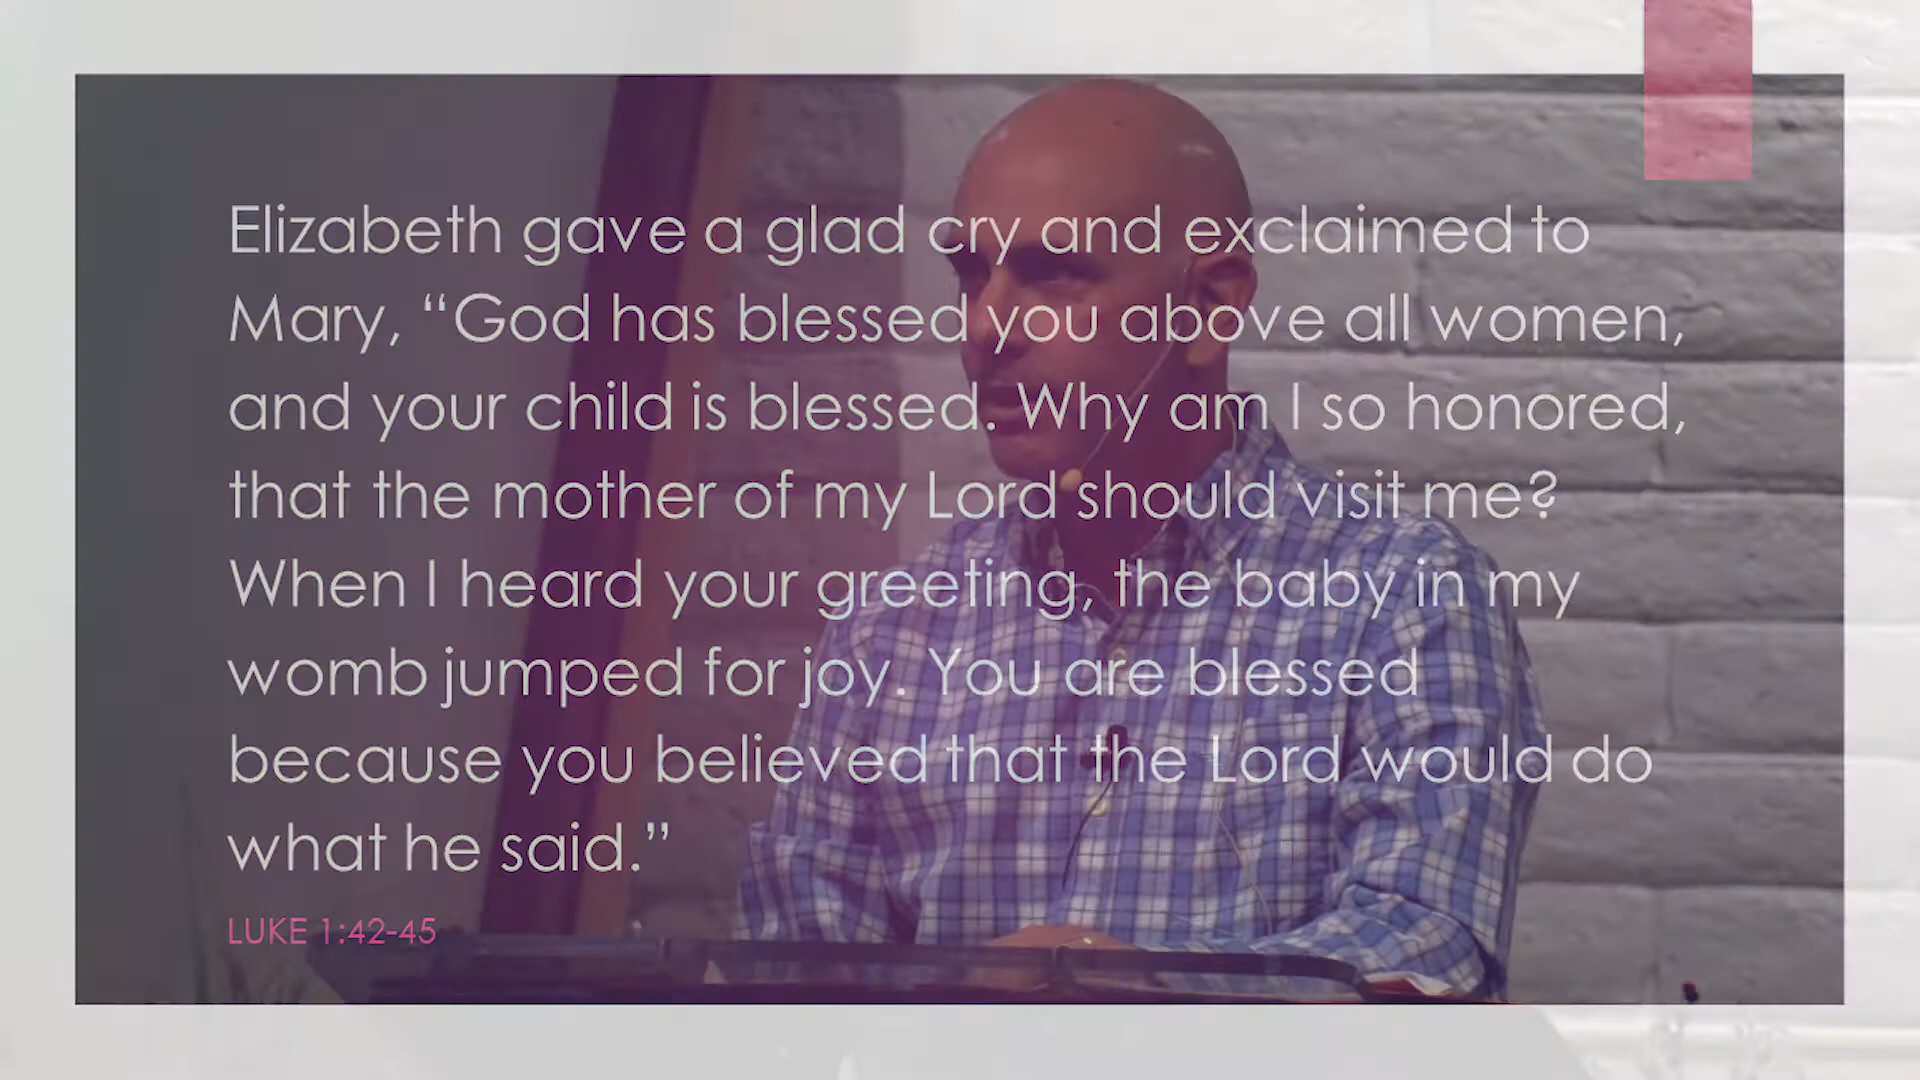 Elizabeth gave a glad cry and exclaimed to
Mary, “God has blessed you above all women,
and your child is blessed. Why am I so honored,
that the mother of my Lord should visit me?
When I heard your greeting, the baby in my
womb jumped for joy. You are blessed
because you believed that the Lord would do
what he said.”
LUKE 1:42-45